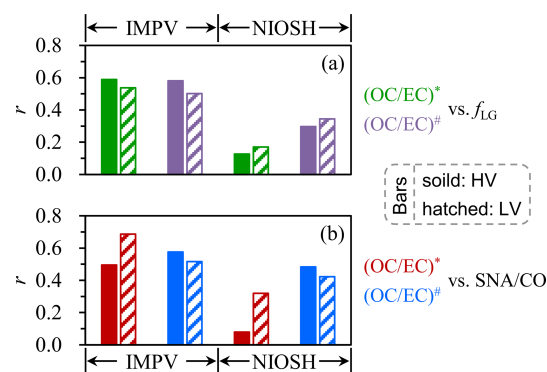 IMPV NIOSH
0.8
0.6
0.4
0.2
0.0
r
(a)
(OC/EC)*
(OC/EC)#
vs. fLG
Bars
soild: HV
hatched: LV
0.8
0.6
0.4
0.2
0.0
r
(b)
(OC/EC)*
(OC/EC)#
vs. SNA/CO
IMPV NIOSH